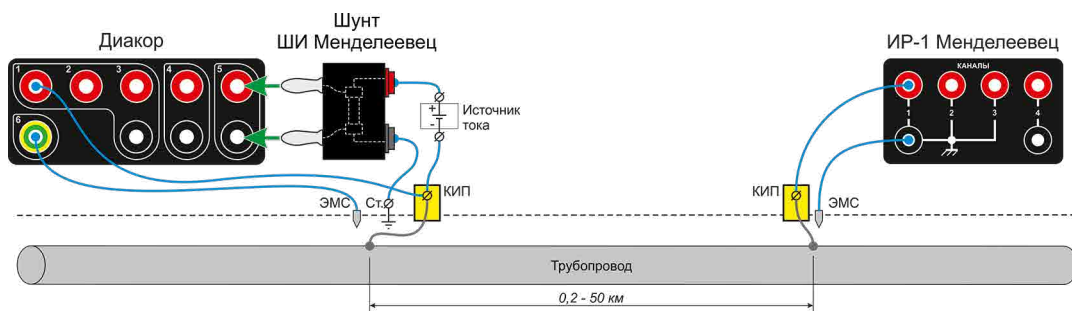 Диакор
Шунт
ШИ Менделеевец
ИР-1 Менделеевец
КАНАЛЫ
1 2 3 4 5
6
+
-
Источник
тока
1 2 3 4
ЭМС
Ст.
КИП
КИП
ЭМС
Трубопровод
0,2 - 50 км